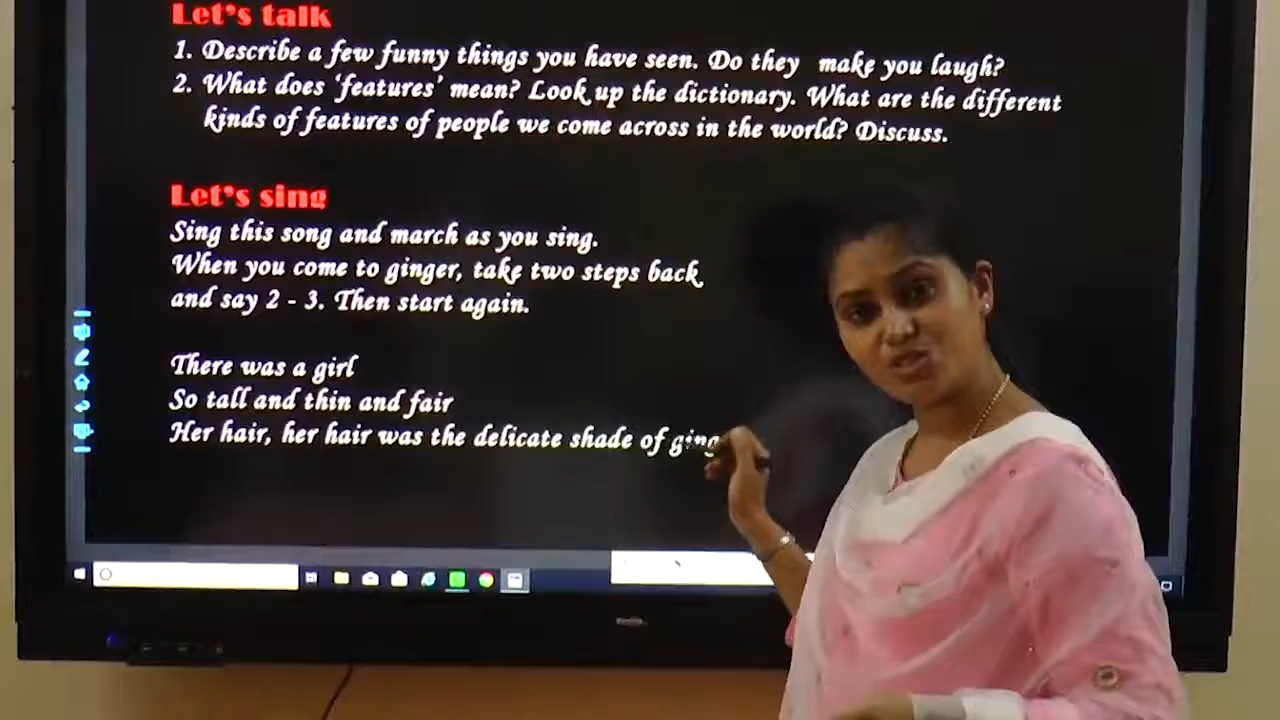 Let's talk
1. Describe a few funny things you have seen. Do they make you laugh?
2. What does 'features' mean? Look up the dictionary. What are the different
kinds of features of people we come across in the world? Discuss.
Let's sing
Sing this song and march as you sing.
When you come to ginger, take two steps back
and say 2 - 3. Then start again.
There was a girl
So tall and thin and fair
Her hair, her hair was the delicate shade of ging